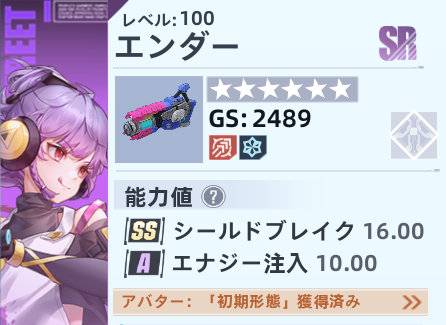 レベル:100
エンダー
SR
GS: 2489
能力値 ?
SS シールドブレイク 16.00
A エナジー注入 10.00
アバター: 「初期形態」獲得済み